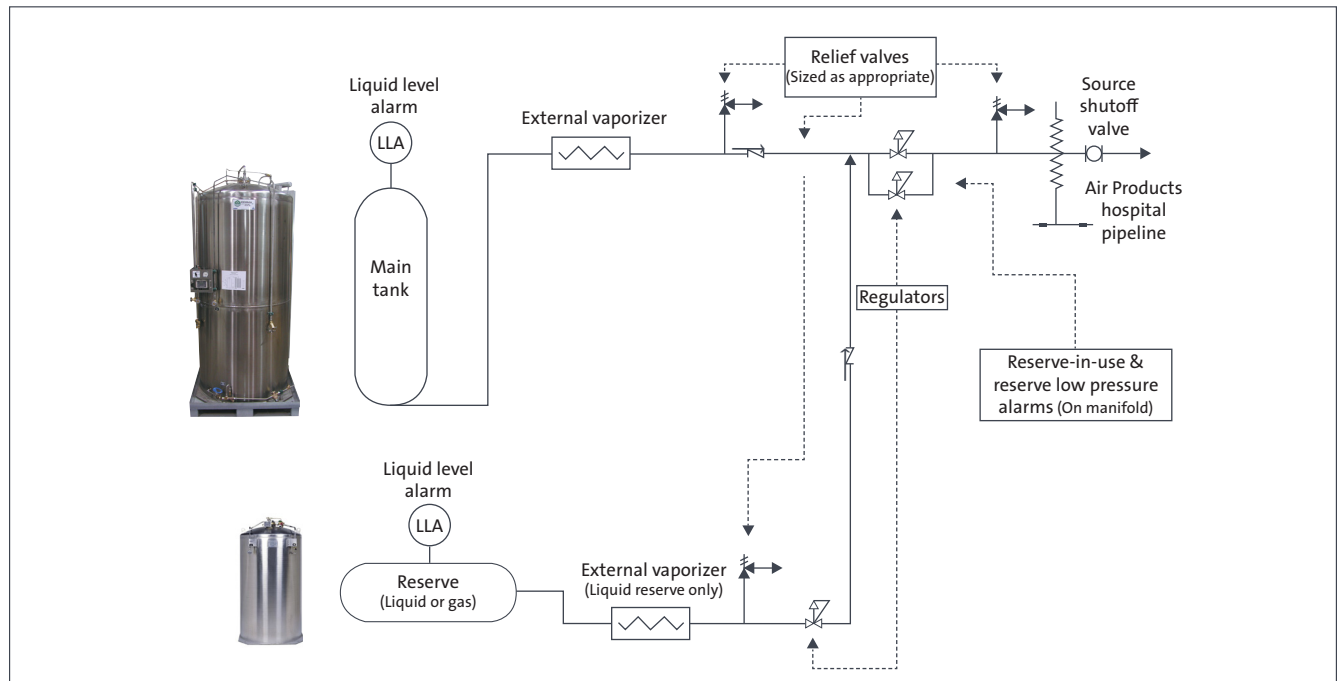 Relief valves
(Sized as appropriate)
Liquid level
alarm
LLA
External vaporizer
Source
shutoff
valve
Air Products
hospital
pipeline
Main
tank
Regulators
Reserve-in-use &
reserve low pressure
alarms (On manifold)
Liquid level
alarm
LLA
Reserve
(Liquid or gas)
External vaporizer
(Liquid reserve only)